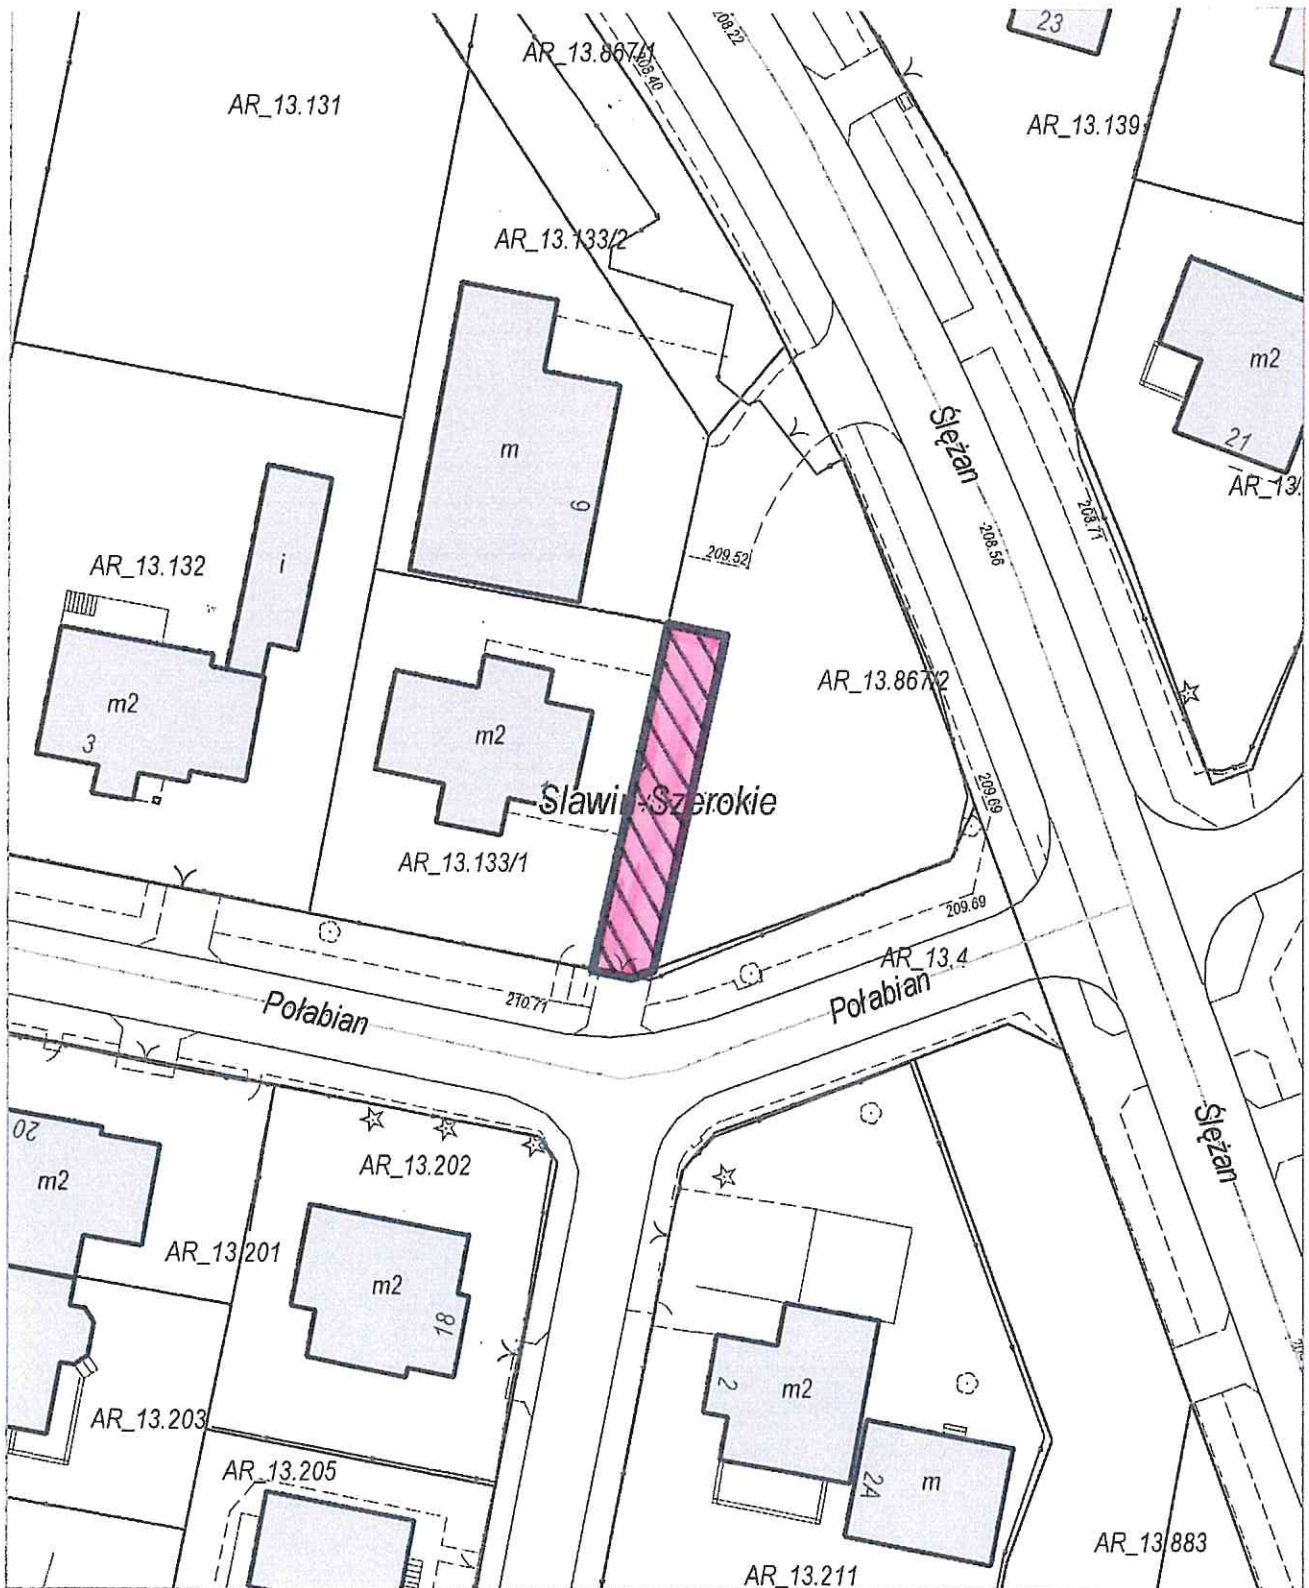 208.22
23
AR_13.867/1
208.40
AR_13.131
AR_13.139
AR_13.133/2
m2
Ślężan
m
21
AR_13/.
9
208.71
208.56
209.52
AR_13.132
i
AR_13.867/2
m2
3
m2
209.69
AR_13.133/1
209.69
AR_13.4
Połabian
210.71
Połabian
20
AR_13.202
Ślężan
m2
AR_13.201
m2
18
2
m2
AR_13.203
AR_13.205
2A
m
AR_13.883
AR_13.211